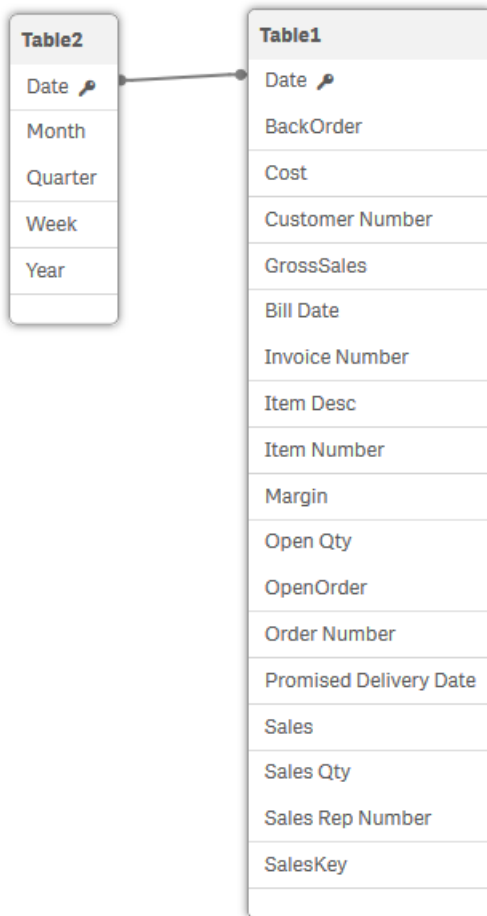 Table2
Date
Month
Quarter
Week
Year
Table1
Date
BackOrder
Cost
Customer Number
GrossSales
Bill Date
Invoice Number
Item Desc
Item Number
Margin
Open Qty
OpenOrder
Order Number
Promised Delivery Date
Sales
Sales Qty
Sales Rep Number
SalesKey